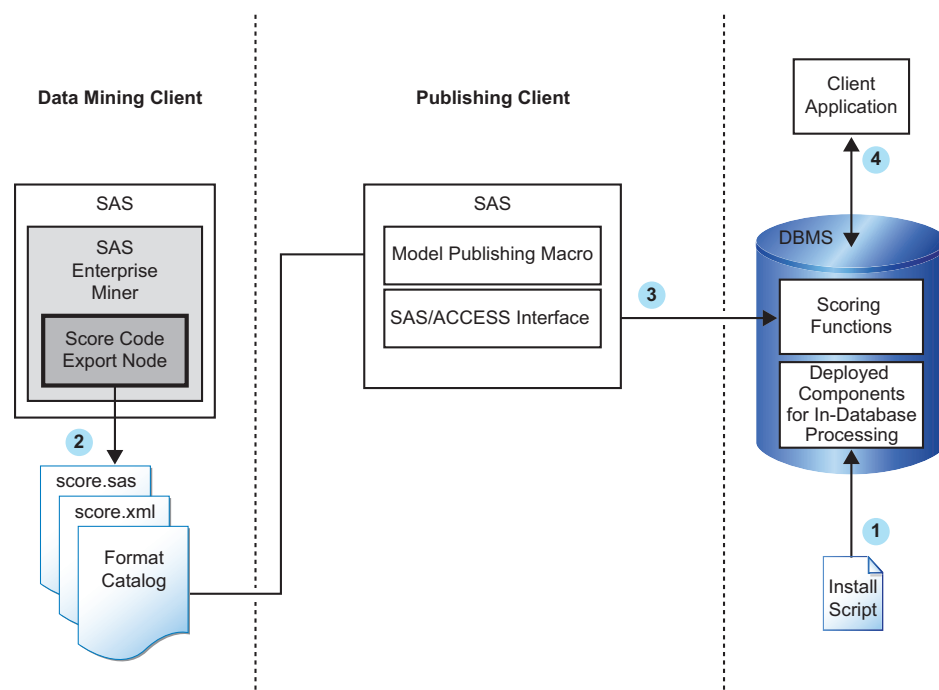 Data Mining Client
SAS
SAS
Enterprise
Miner
Score Code
Export Node
2
score.sas
score.xml
Format
Catalog
Publishing Client
SAS
Model Publishing Macro
SAS/ACCESS Interface
3
Client
Application
4
DBMS
Scoring
Functions
Deployed
Components
for In-Database
Processing
1
Install
Script